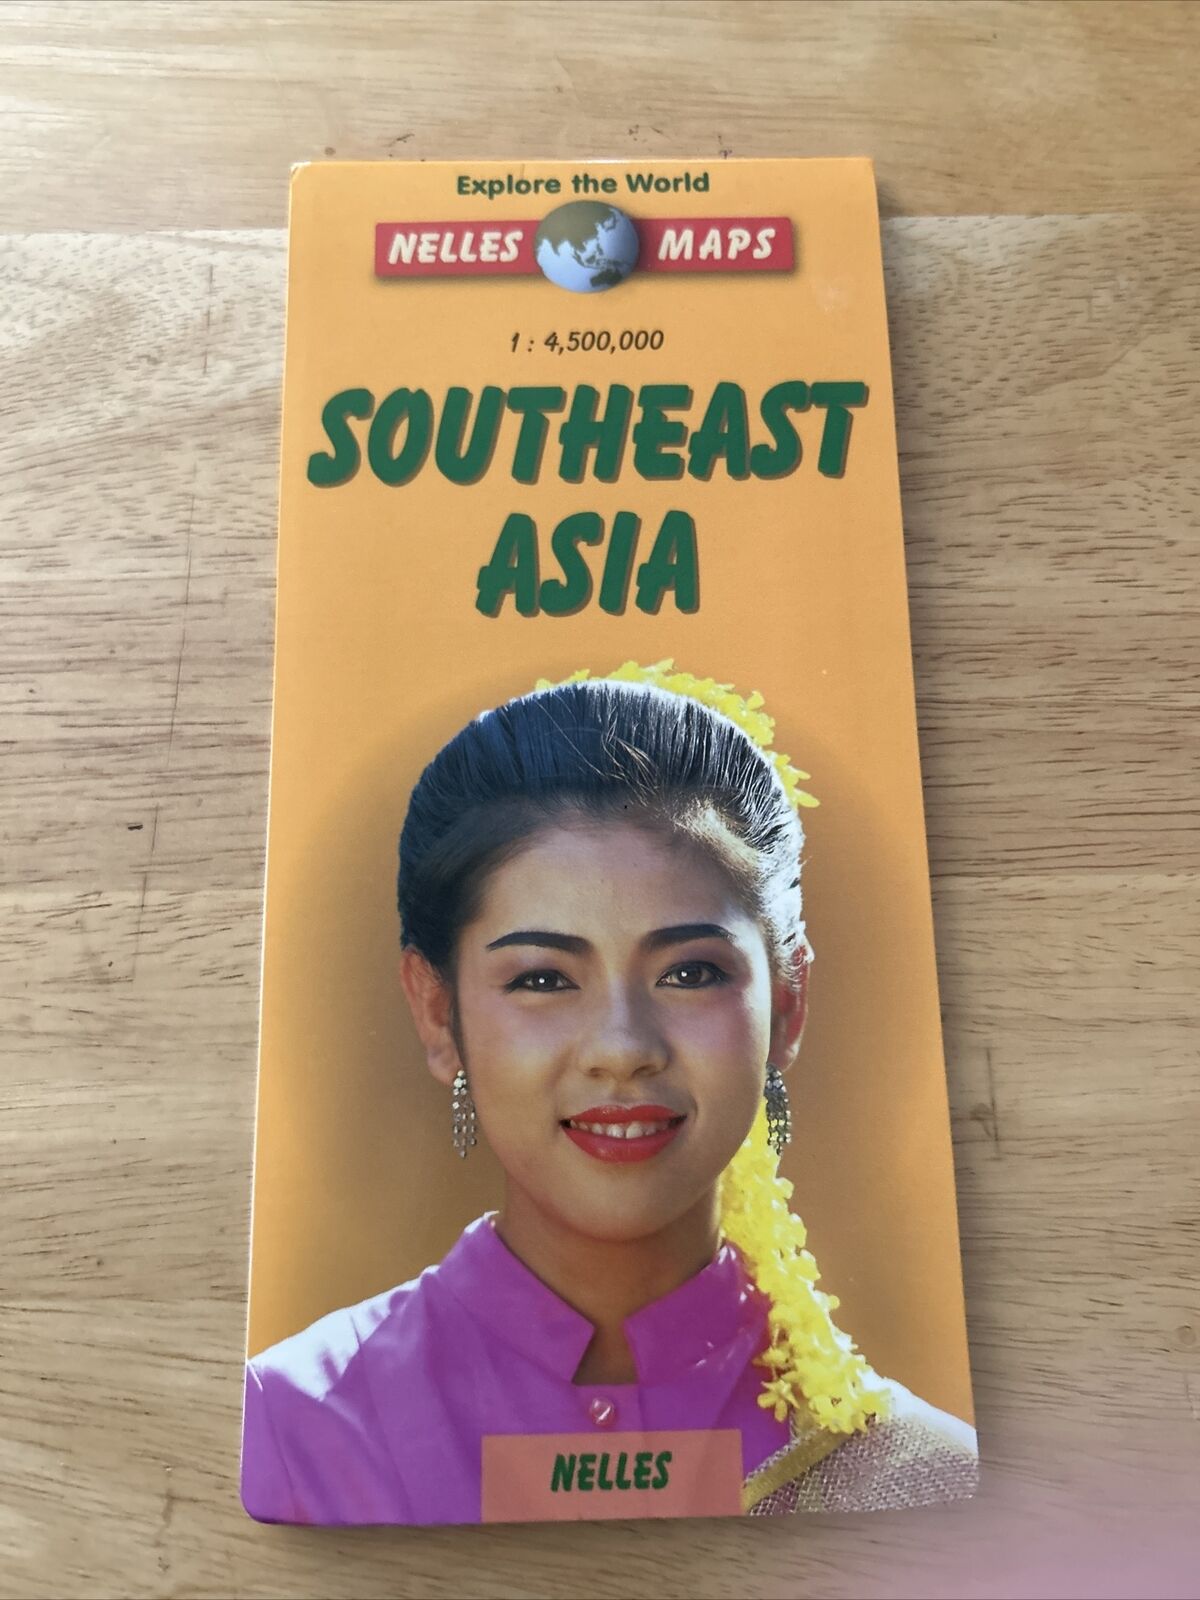 Explore the World
NELLES MAPS
1 : 4,500,000
SOUTHEAST
ASIA
NELLES